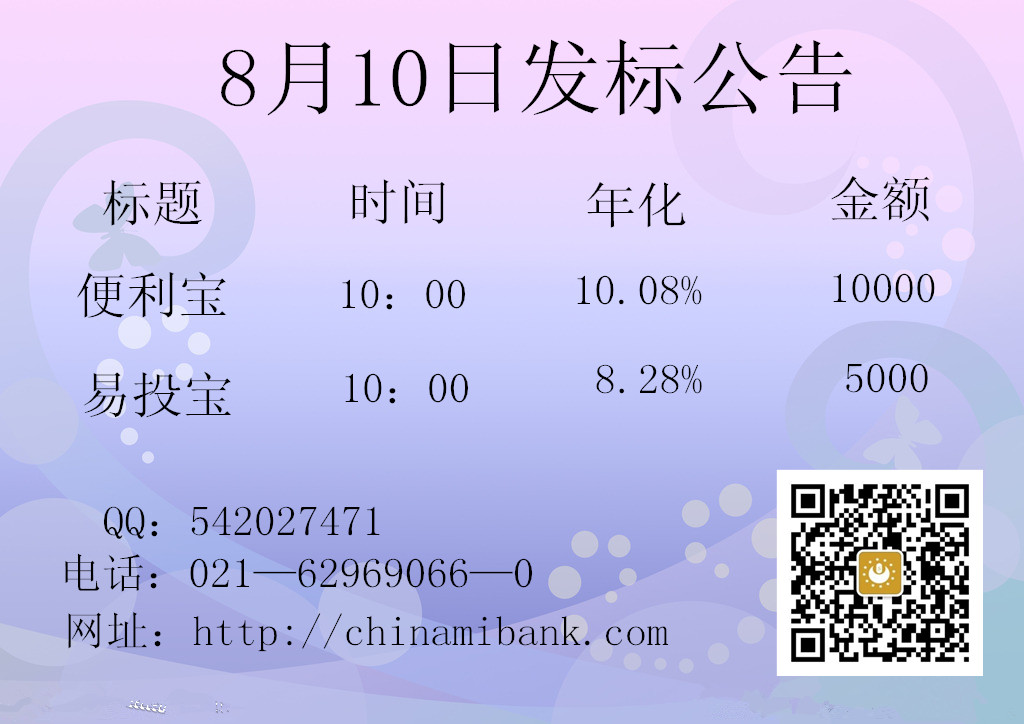 8月10日发标公告
标题 时间 年化 金额
便利宝 10：00 10.08% 10000
易投宝 10：00 8.28% 5000
QQ：542027471
电话：021—62969066—0
网址：http://chinamibank.com